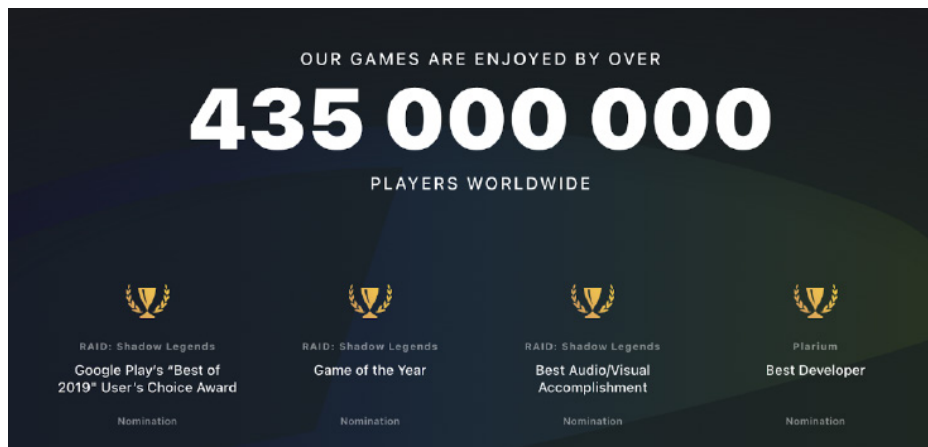 OUR GAMES ARE ENJOYED BY OVER
435 000 000
PLAYERS WORLDWIDE
RAID: Shadow Legends
Google Play's "Best of
2019" User's Choice Award
Nomination
RAID: Shadow Legends
Game of the Year
Nomination
RAID: Shadow Legends
Best Audio/Visual
Accomplishment
Nomination
Plarium
Best Developer
Nomination